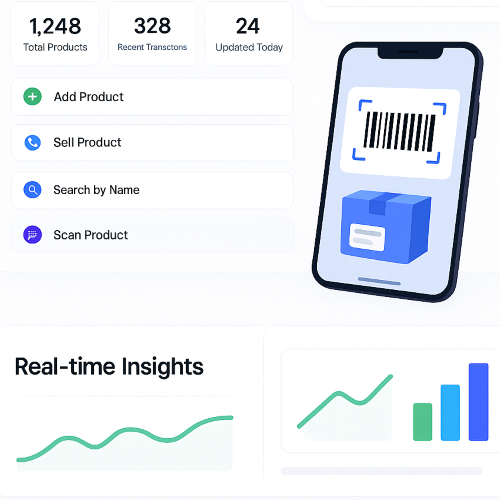 1,248
Total Products
328
Recent Transctons
24
Updated Today
Add Product
Sell Product
Search by Name
Scan Product
Real-time Insights